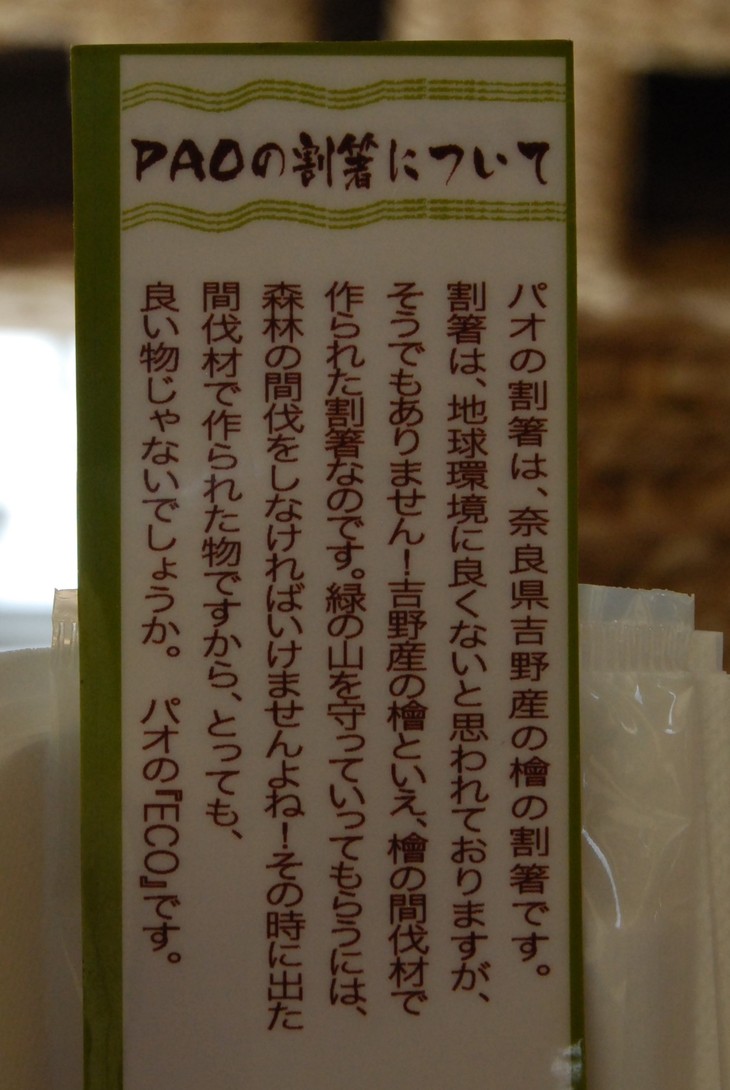 PAOの割箸について
パオの割箸は、奈良県吉野産の檜の割箸です。
割箸は、地球環境に良くないと思われておりますが、
そうでもありません！吉野産の檜といえ、檜の間伐材で
作られた割箸なのです。緑の山を守っていってもらうには、
森林の間伐をしなければいけませんよね！その時に出た
間伐材で作られた物ですから、とっても、
良い物じゃないでしょうか。　パオの『ECO』です。